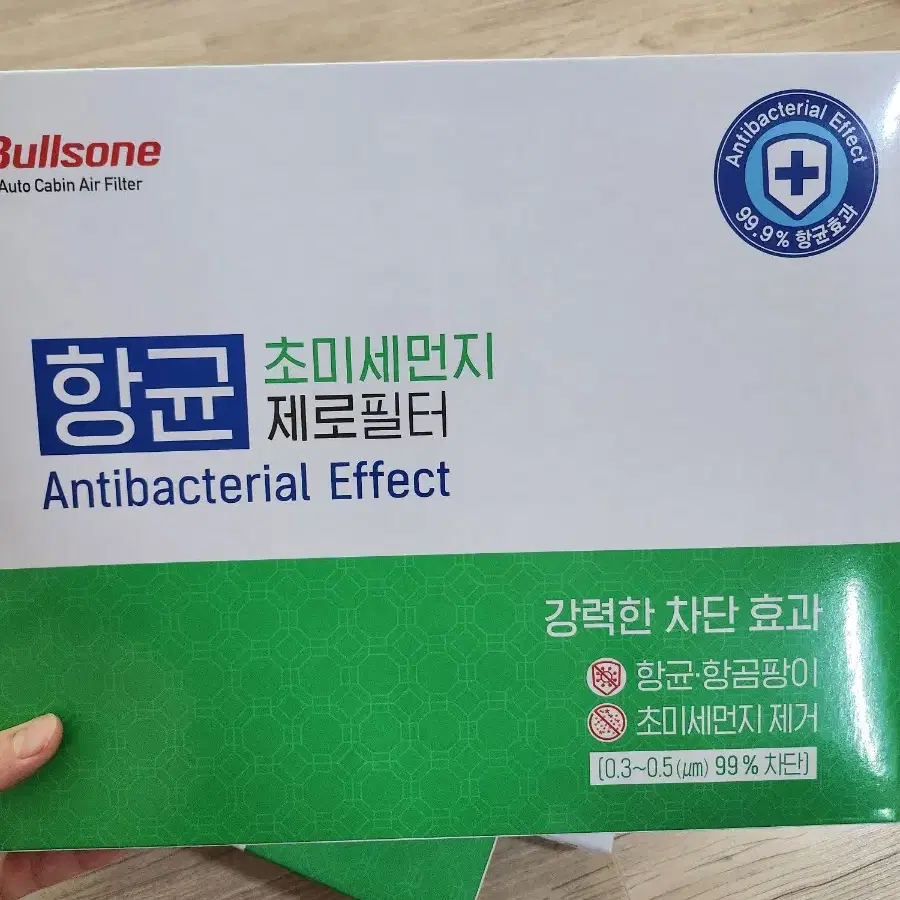 Bullsone
Auto Cabin Air Filter
Antibacterial Effect
99.9% 항균효과
항균
초미세먼지
제로필터
Antibacterial Effect
강력한 차단 효과
항균·항곰팡이
초미세먼지 제거
(0.3~0.5(μm) 99% 차단)